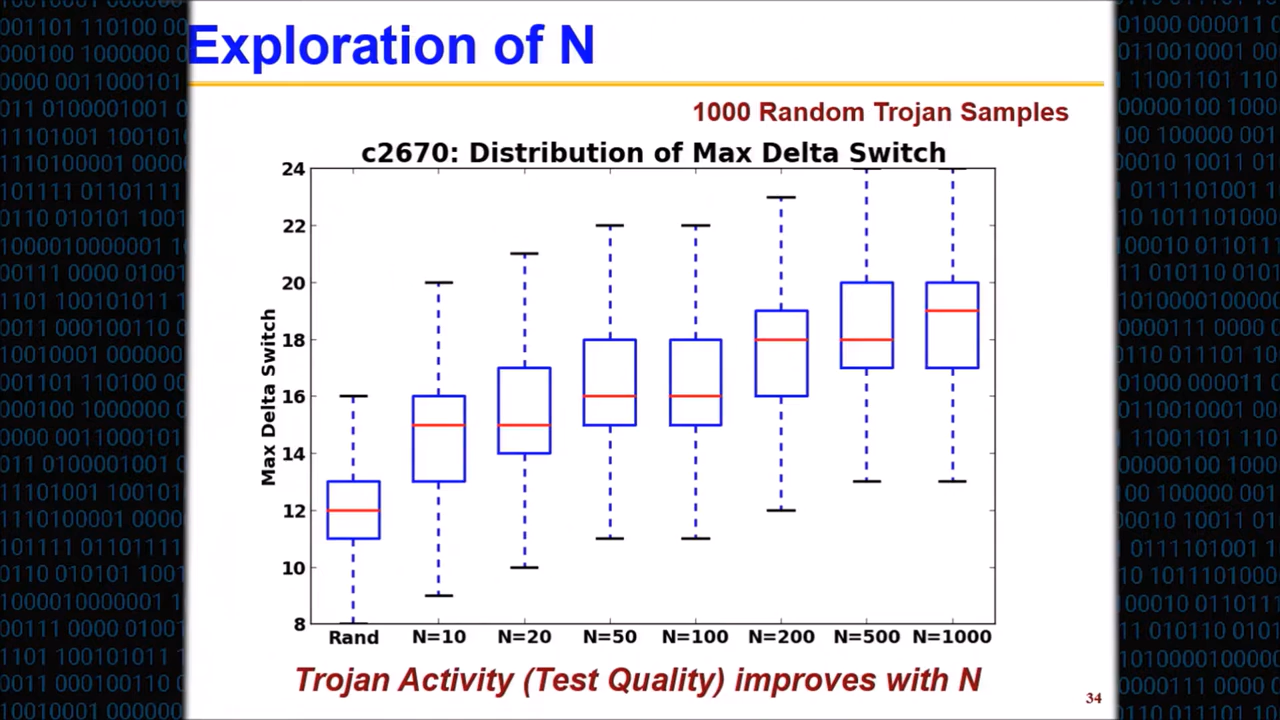 Exploration of N
1000 Random Trojan Samples
c2670: Distribution of Max Delta Switch
24
22
20
18
16
14
12
10
8
Max Delta Switch
Rand N=10 N=20 N=50 N=100 N=200 N=500 N=1000
Trojan Activity (Test Quality) improves with N
34